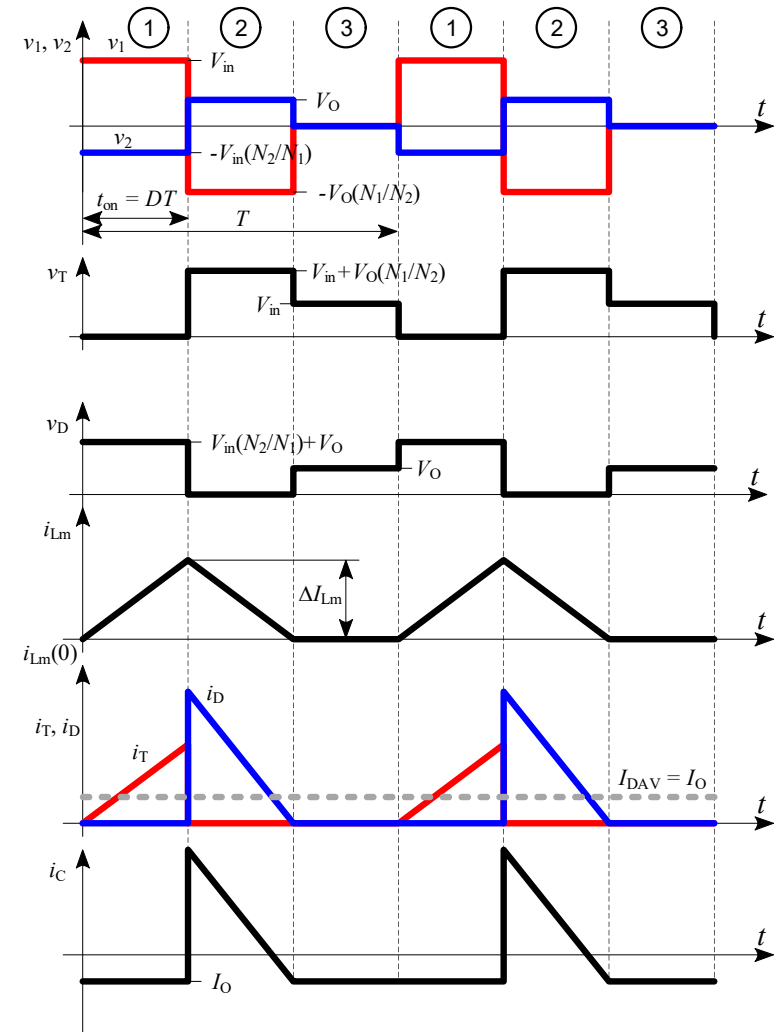 1 2 3 1 2 3
v1, v2 v1 Vin
VO t
v2 -Vin(N2/N1)
-VO(N1/N2)
ton = DT
T
vT Vin+VO(N1/N2)
Vin t
vD Vin(N2/N1)+VO
VO t
iLm
ΔILm
t
iLm(0)
iT, iD iD
iT IDAV = IO
t
iC
t
IO